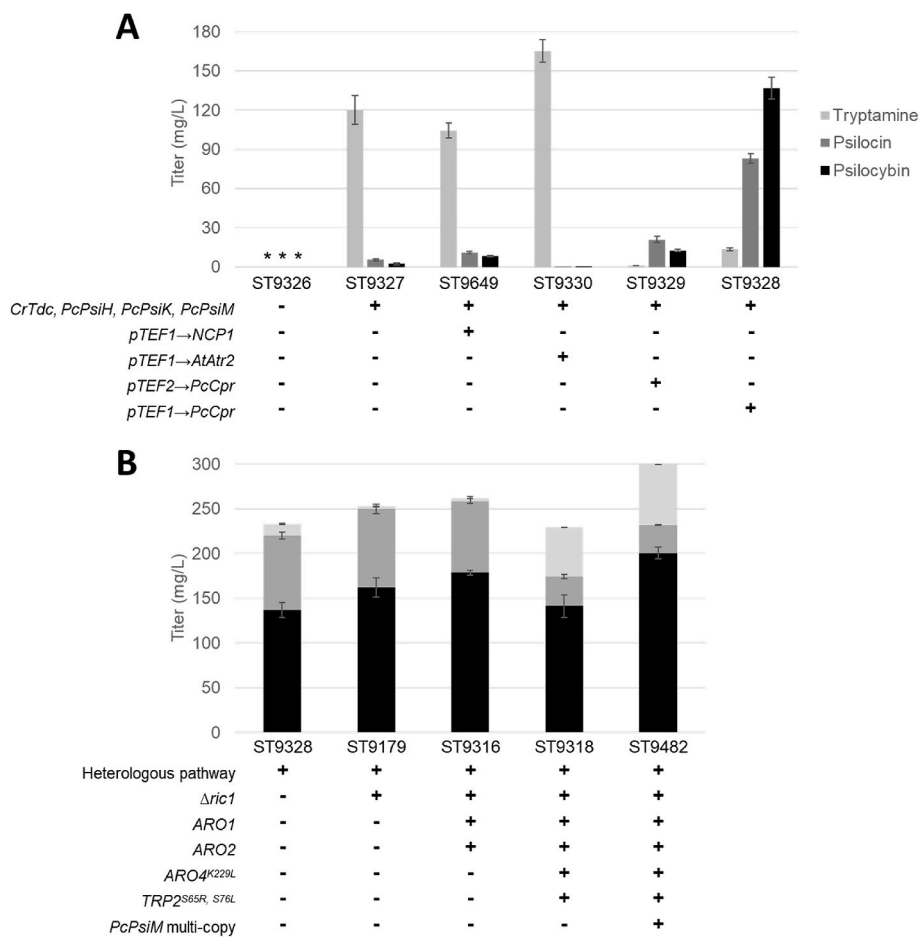 A
180
150
120
90
60
30
0
Titer (mg/L)
Tryptamine
Psilocin
Psilocybin
* * *
ST9326 ST9327 ST9649 ST9330 ST9329 ST9328
CrTdc, PcPsiH, PcPsiK, PcPsiM - + + + + +
pTEF1→NCP1 - - + - - -
pTEF1→AtAtr2 - - - + - -
pTEF2→PcCpr - - - - + -
pTEF1→PcCpr - - - - - +
B
300
250
200
150
100
50
0
Titer (mg/L)
ST9328 ST9179 ST9316 ST9318 ST9482
Heterologous pathway + + + + +
Δric1 - + + + +
ARO1 - - + + +
ARO2 - - + + +
ARO4K229L - - - + +
TRP2S65R, S76L - - - + +
PcPsiM multi-copy - - - - +